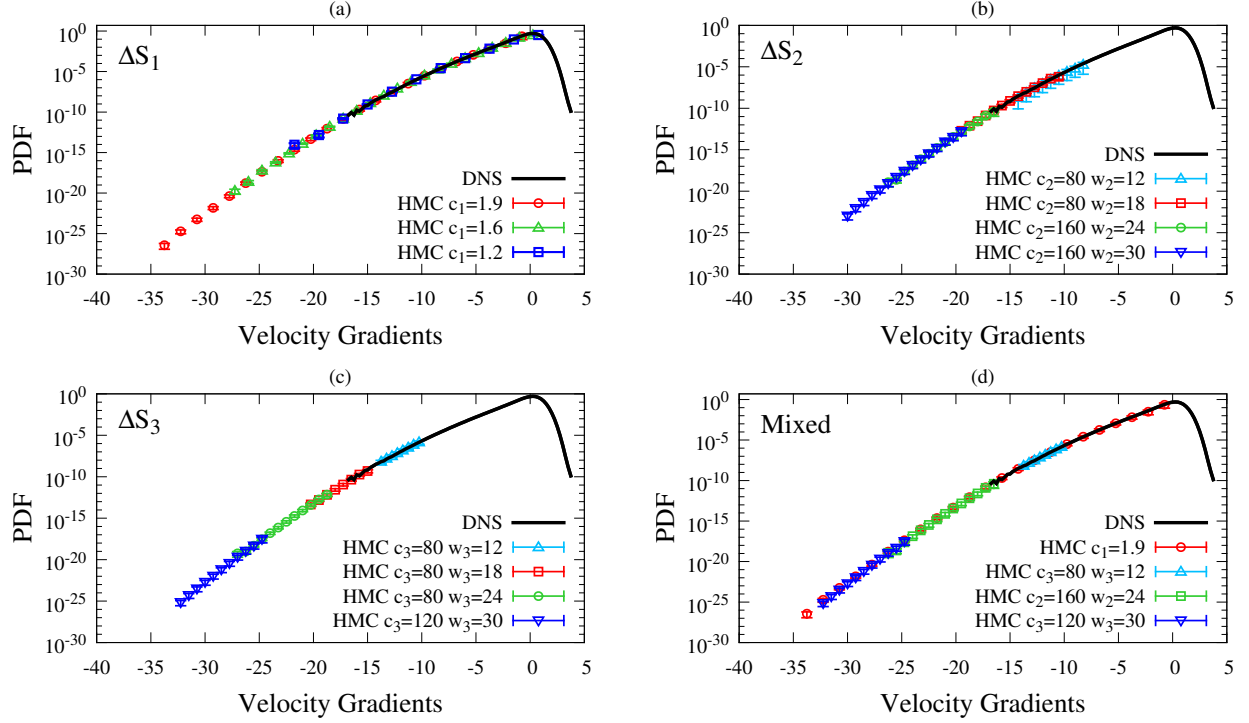 (a)
ΔS1
PDF
10^0
10^-5
10^-10
10^-15
10^-20
10^-25
10^-30
DNS
HMC c1=1.9
HMC c1=1.6
HMC c1=1.2
-40 -35 -30 -25 -20 -15 -10 -5 0 5
Velocity Gradients
(b)
ΔS2
PDF
10^0
10^-5
10^-10
10^-15
10^-20
10^-25
10^-30
DNS
HMC c2=80 w2=12
HMC c2=80 w2=18
HMC c2=160 w2=24
HMC c2=160 w2=30
-40 -35 -30 -25 -20 -15 -10 -5 0 5
Velocity Gradients
(c)
ΔS3
PDF
10^0
10^-5
10^-10
10^-15
10^-20
10^-25
10^-30
DNS
HMC c3=80 w3=12
HMC c3=80 w3=18
HMC c3=80 w3=24
HMC c3=120 w3=30
-40 -35 -30 -25 -20 -15 -10 -5 0 5
Velocity Gradients
(d)
Mixed
PDF
10^0
10^-5
10^-10
10^-15
10^-20
10^-25
10^-30
DNS
HMC c1=1.9
HMC c3=80 w3=12
HMC c2=160 w2=24
HMC c3=120 w3=30
-40 -35 -30 -25 -20 -15 -10 -5 0 5
Velocity Gradients